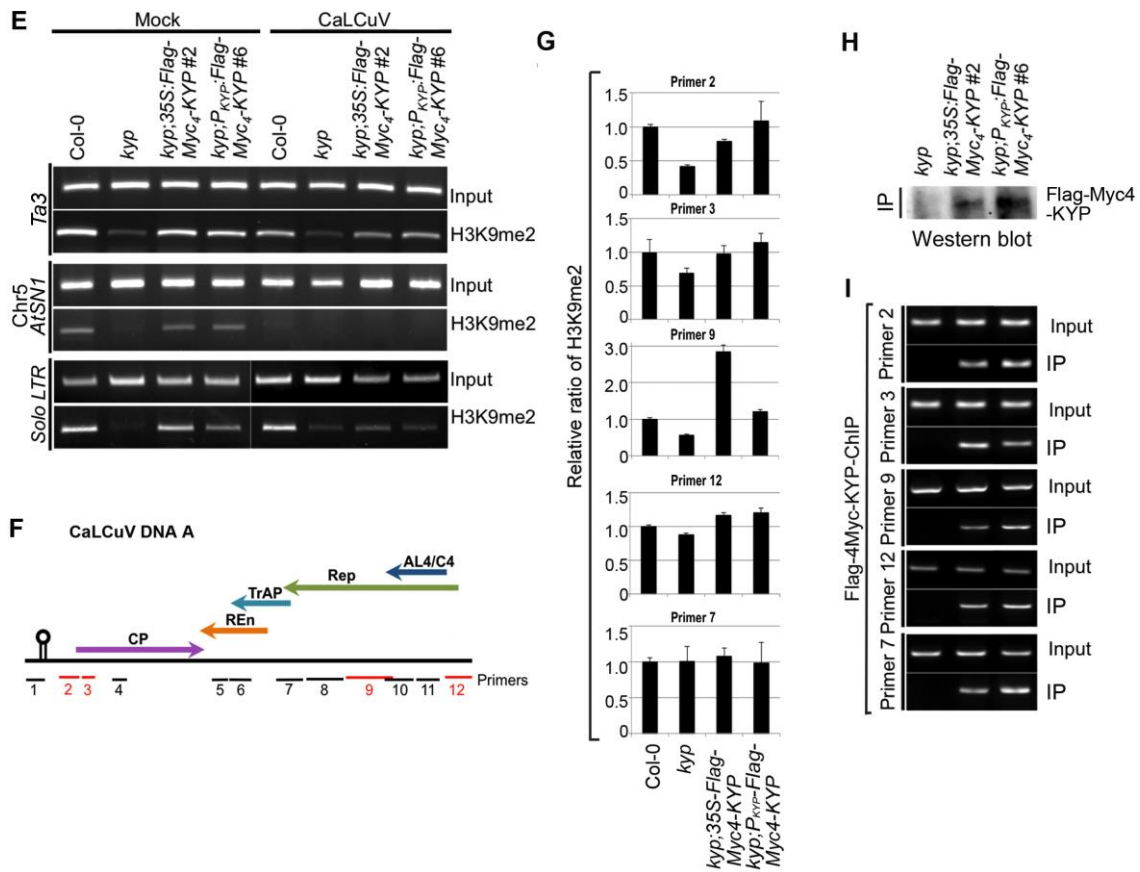 E
Mock
CaLCuV
Col-0
kyp
kyp;35S:Flag-
Myc4-KYP #2
kyp;PKYP:Flag-
Myc4-KYP #6
Col-0
kyp
kyp;35S:Flag-
Myc4-KYP #2
kyp;PKYP:Flag-
Myc4-KYP #6
Ta3
Input
H3K9me2
Chr5
AtSN1
Input
H3K9me2
Solo LTR
Input
H3K9me2
F
CaLCuV DNA A
AL4/C4
Rep
TrAP
REn
CP
1 2 3 4 5 6 7 8 9 10 11 12 Primers
G
Relative ratio of H3K9me2
Primer 2
1.5
1.0
0.5
0
Primer 3
1.5
1.0
0.5
0
Primer 9
3.0
2.0
1.0
0
Primer 12
1.5
1.0
0.5
0
Primer 7
1.5
1.0
0.5
0
Col-0
kyp
kyp;35S-Flag-
Myc4-KYP
kyp;PKYP-Flag-
Myc4-KYP
H
kyp
kyp;35S:Flag-
Myc4-KYP #2
kyp;PKYP:Flag-
Myc4-KYP #6
IP
Flag-Myc4
-KYP
Western blot
I
Flag-4Myc-KYP-ChIP
Primer 2
Input
IP
Primer 3
Input
IP
Primer 9
Input
IP
Primer 12
Input
IP
Primer 7
Input
IP